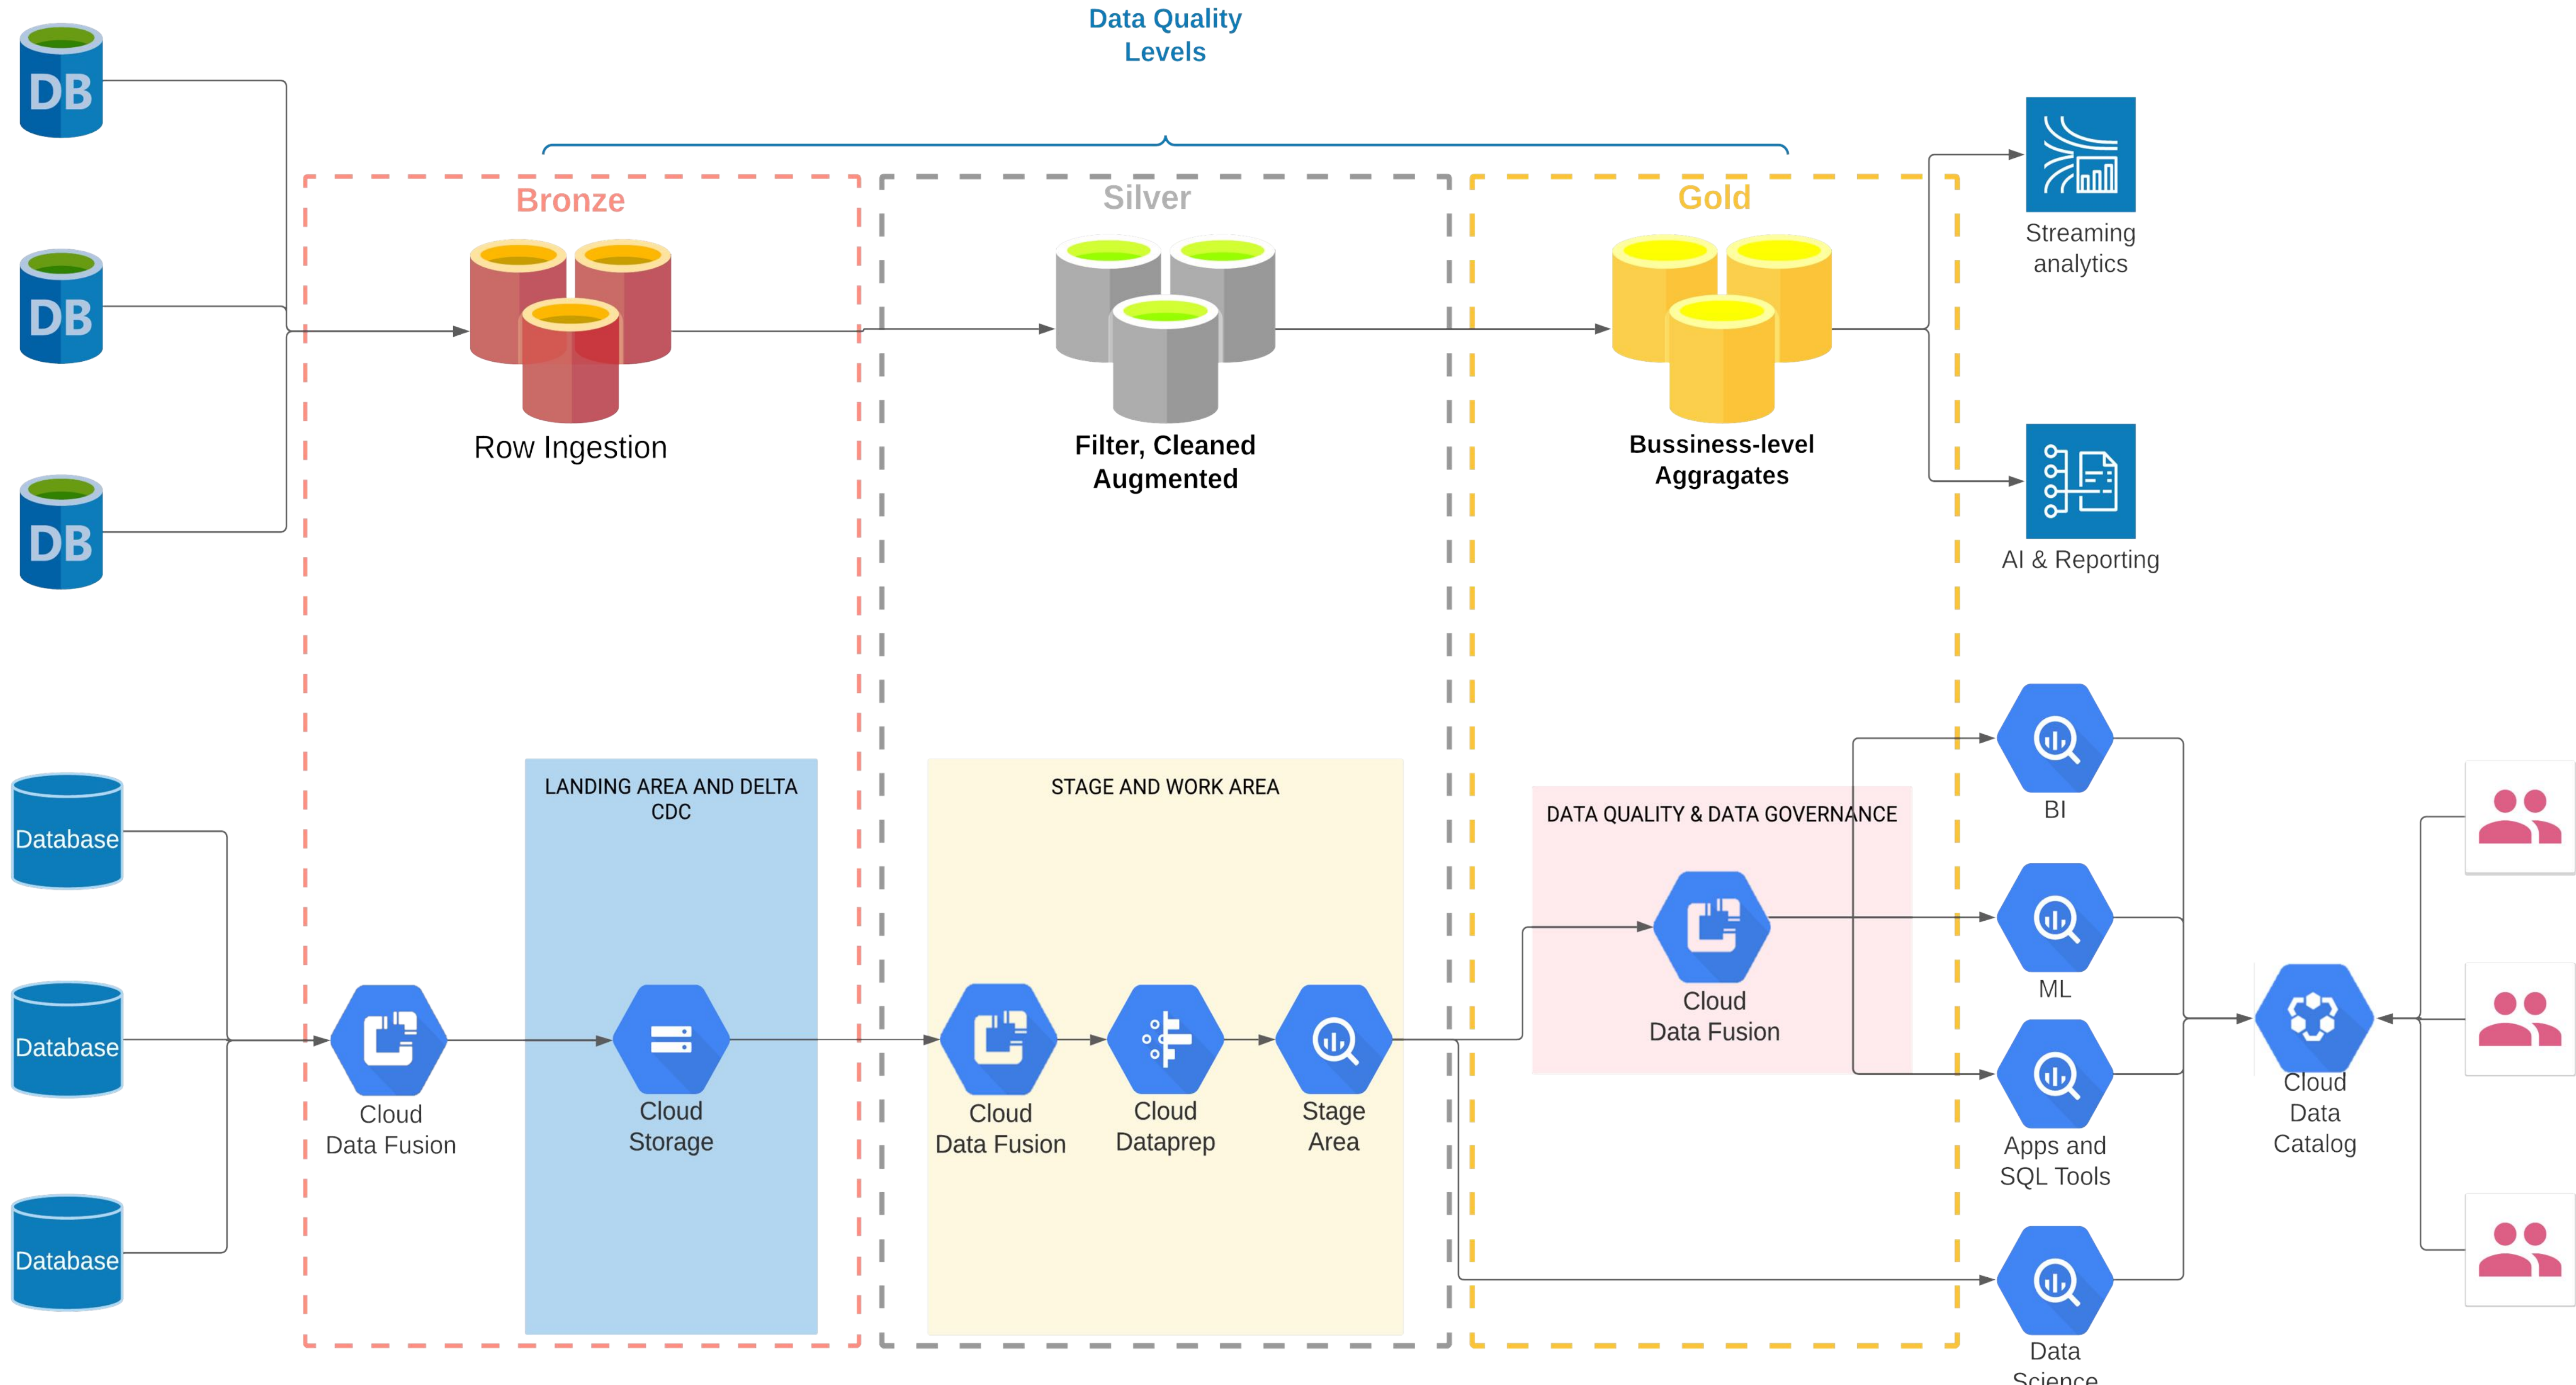 Data Quality
Levels
DB
DB
DB
Bronze
Silver
Gold
Row Ingestion
Filter, Cleaned
Augmented
Bussiness-level
Aggragates
Streaming
analytics
AI & Reporting
Database
Database
Database
LANDING AREA AND DELTA
CDC
STAGE AND WORK AREA
DATA QUALITY & DATA GOVERNANCE
Cloud
Data Fusion
Cloud
Storage
Cloud
Data Fusion
Cloud
Dataprep
Stage
Area
Cloud
Data Fusion
BI
ML
Apps and
SQL Tools
Data
Science
Cloud
Data
Catalog